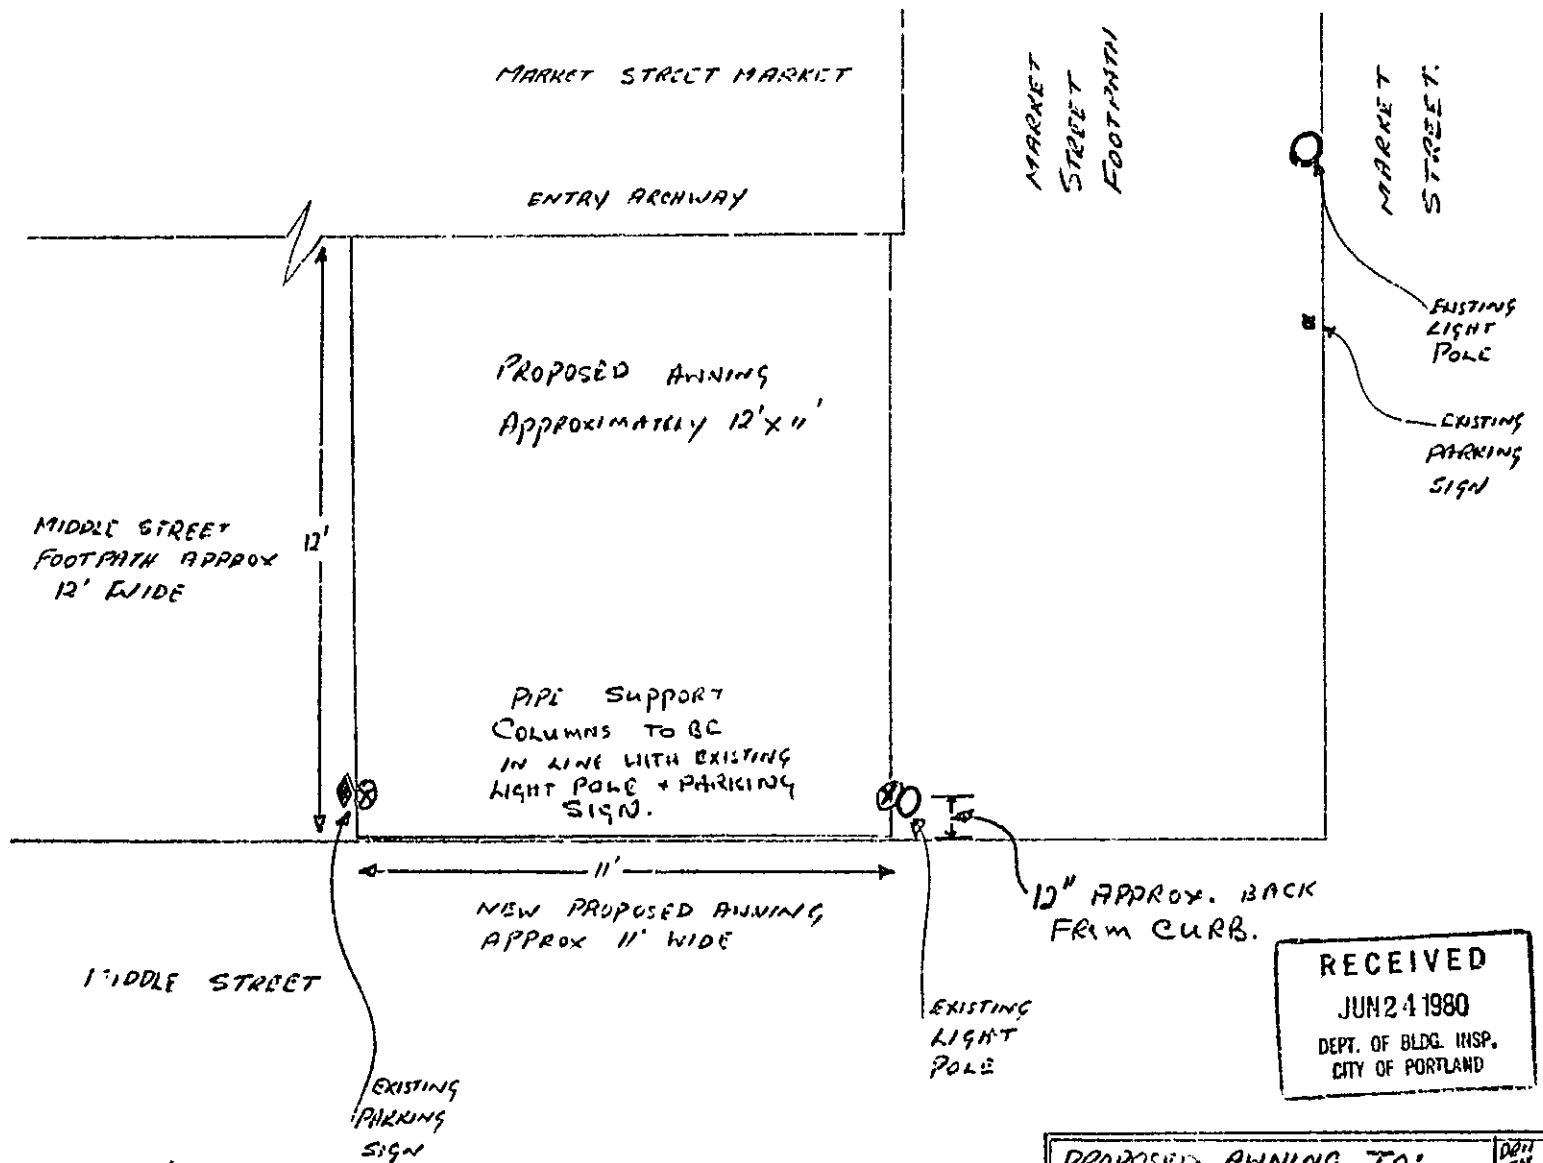 MARKET STREET MARKET
ENTRY ARCHWAY
MARKET
STREET
FOOTPATH
MARKET
STREET.
EXISTING
LIGHT
POLE
EXISTING
PARKING
SIGN
PROPOSED AWNING
APPROXIMATELY 12' X 11'
MIDDLE STREET
FOOTPATH APPROX
12' WIDE
12'
PIPE SUPPORT
COLUMNS TO BE
IN LINE WITH EXISTING
LIGHT POLE + PARKING
SIGN.
11'
NEW PROPOSED AWNING
APPROX 11' WIDE
12" APPROX. BACK
FROM CURB.
MIDDLE STREET
EXISTING
LIGHT
POLE
EXISTING
PARKING
SIGN
RECEIVED
JUN 24 1980
DEPT. OF BLDG. INSP.
CITY OF PORTLAND
PROPOSED AWNING TO: